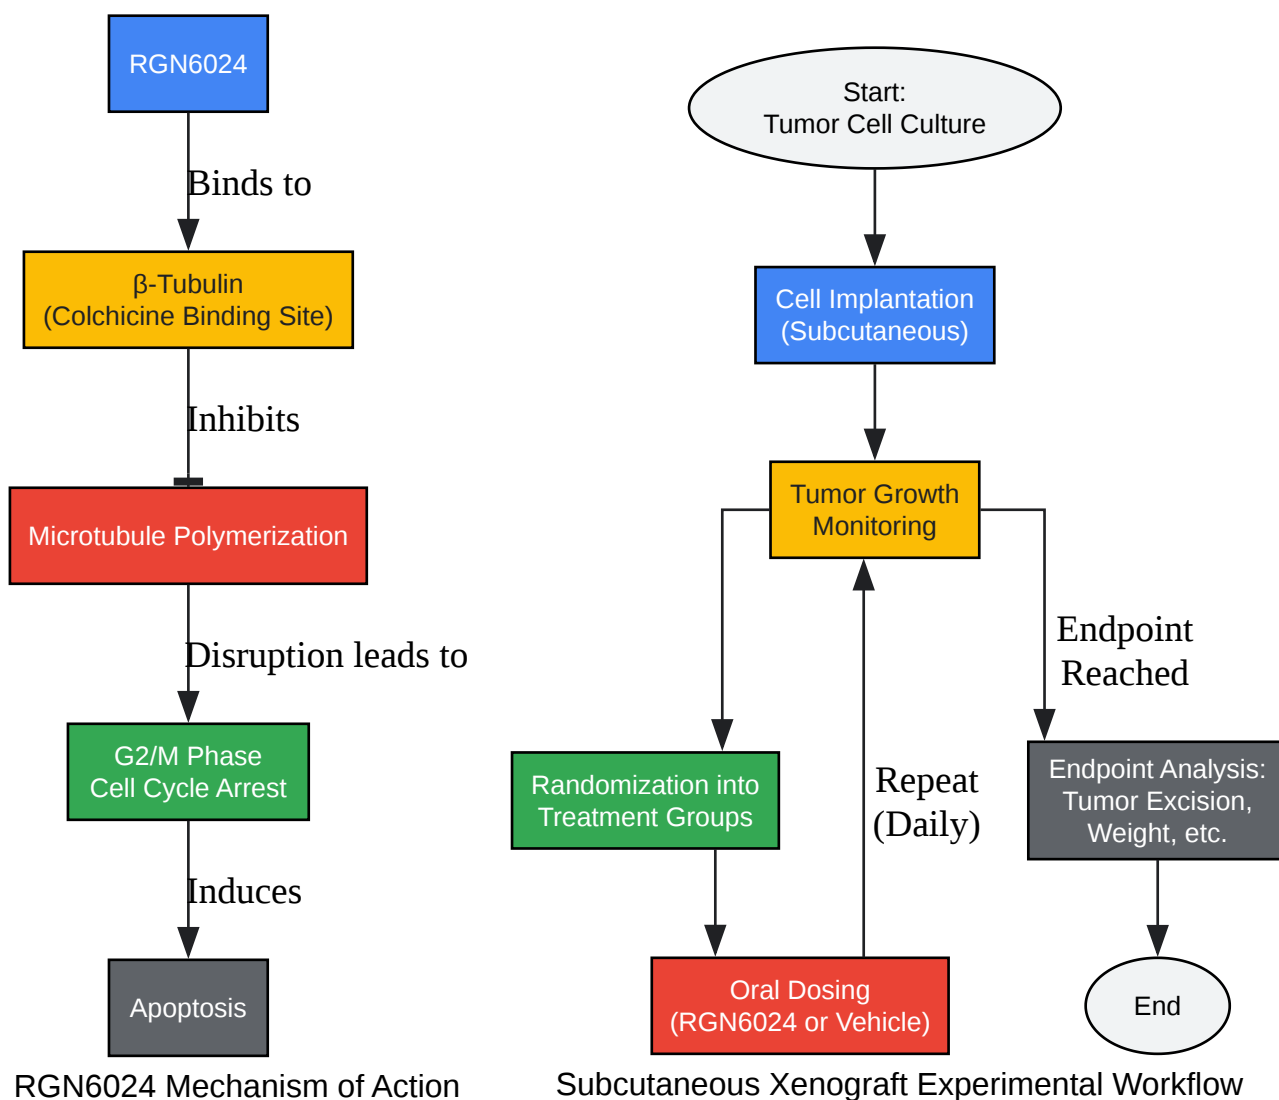 RGN6024
Binds to
β-Tubulin
(Colchicine Binding Site)
Inhibits
Microtubule Polymerization
Disruption leads to
G2/M Phase
Cell Cycle Arrest
Induces
Apoptosis
RGN6024 Mechanism of Action
Start:
Tumor Cell Culture
Cell Implantation
(Subcutaneous)
Tumor Growth
Monitoring
Endpoint
Reached
Randomization into
Treatment Groups
Repeat
(Daily)
Endpoint Analysis:
Tumor Excision,
Weight, etc.
Oral Dosing
(RGN6024 or Vehicle)
End
Subcutaneous Xenograft Experimental Workflow